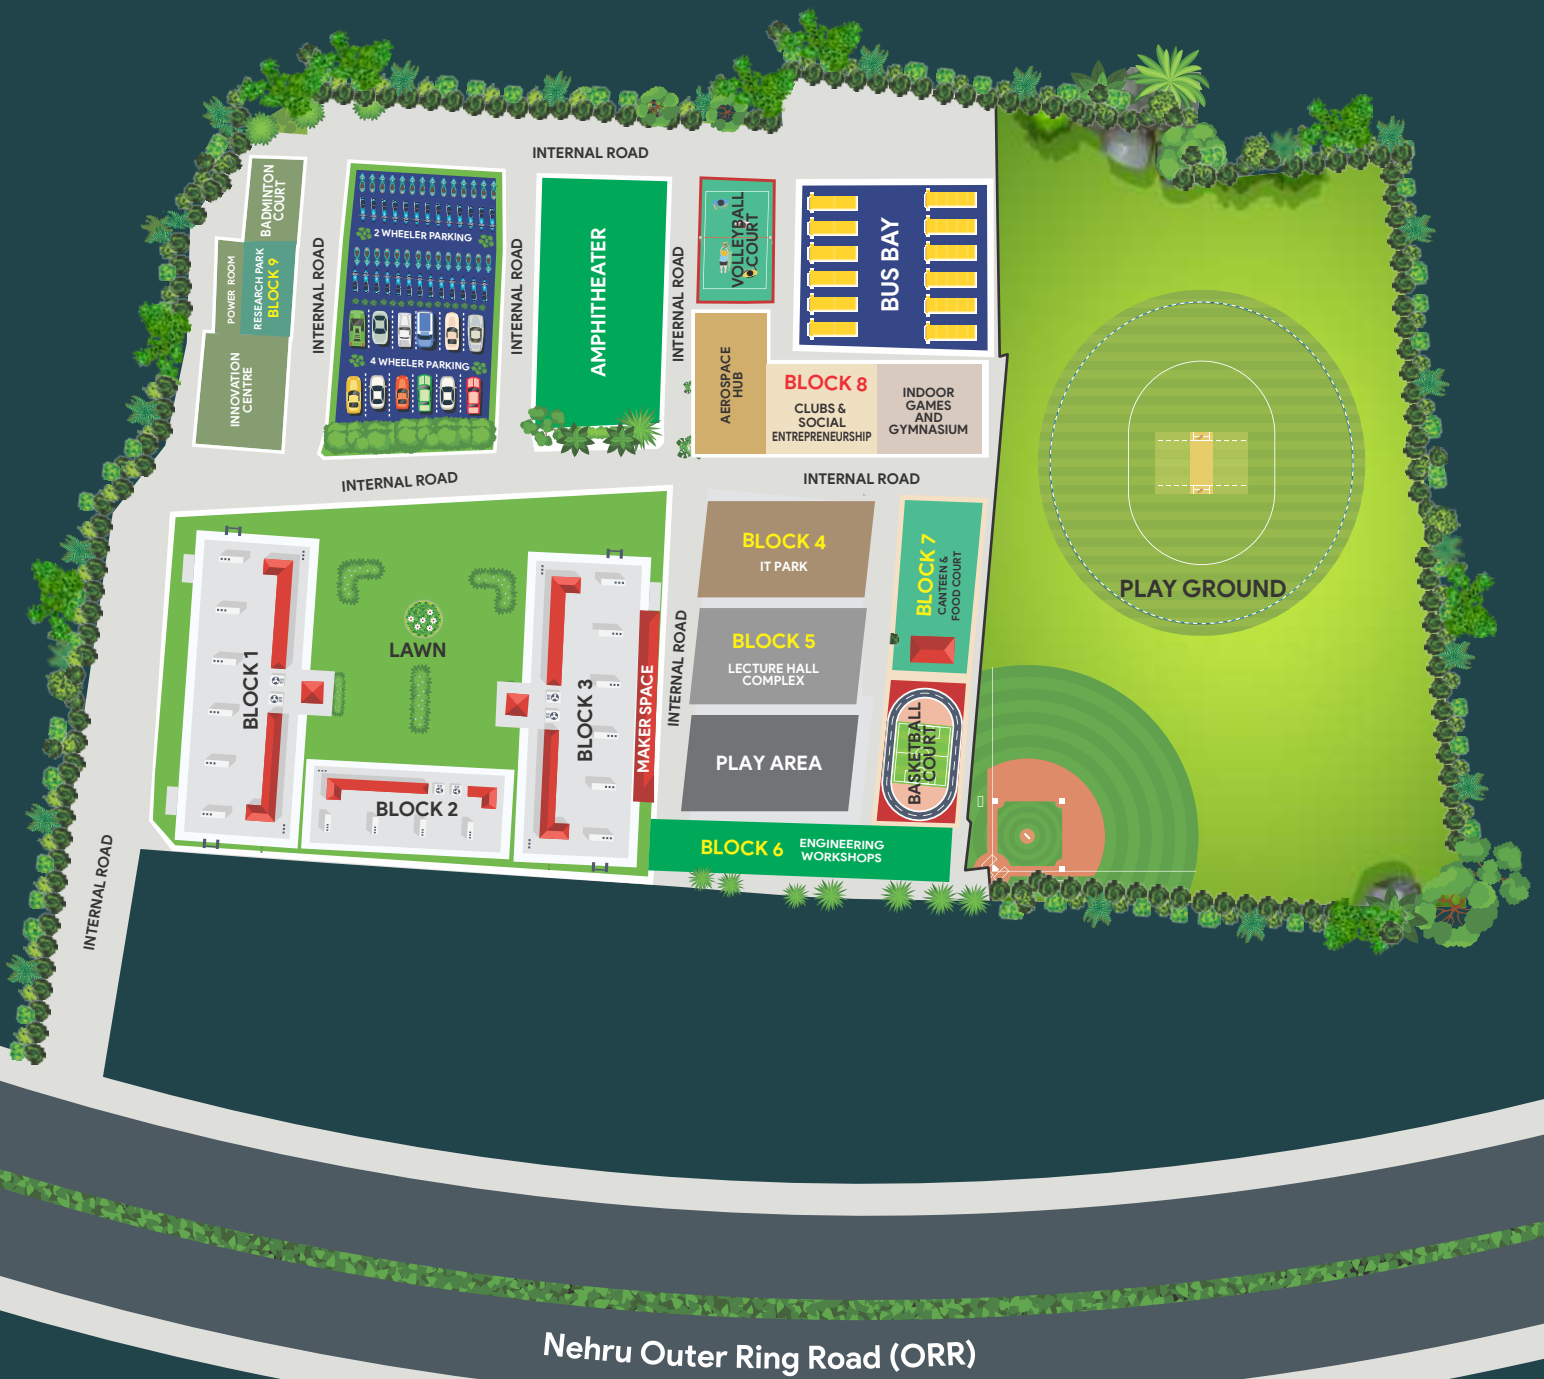 INTERNAL ROAD
BADMINTON
COURT
POWER ROOM
RESEARCH PARK
BLOCK 9
INNOVATION
CENTRE
INTERNAL ROAD
2 WHEELER PARKING
4 WHEELER PARKING
INTERNAL ROAD
AMPHITHEATER
INTERNAL ROAD
VOLLEYBALL
COURT
BUS BAY
AEROSPACE
HUB
BLOCK 8
CLUBS &
SOCIAL
ENTREPRENEURSHIP
INDOOR
GAMES
AND
GYMNASIUM
INTERNAL ROAD
INTERNAL ROAD
BLOCK 1
LAWN
BLOCK 2
BLOCK 3
MAKER SPACE
INTERNAL ROAD
BLOCK 4
IT PARK
BLOCK 5
LECTURE HALL
COMPLEX
PLAY AREA
BLOCK 7
CANTEEN &
FOOD COURT
BASKETBALL
COURT
BLOCK 6
ENGINEERING
WORKSHOPS
PLAY GROUND
INTERNAL ROAD
Nehru Outer Ring Road (ORR)